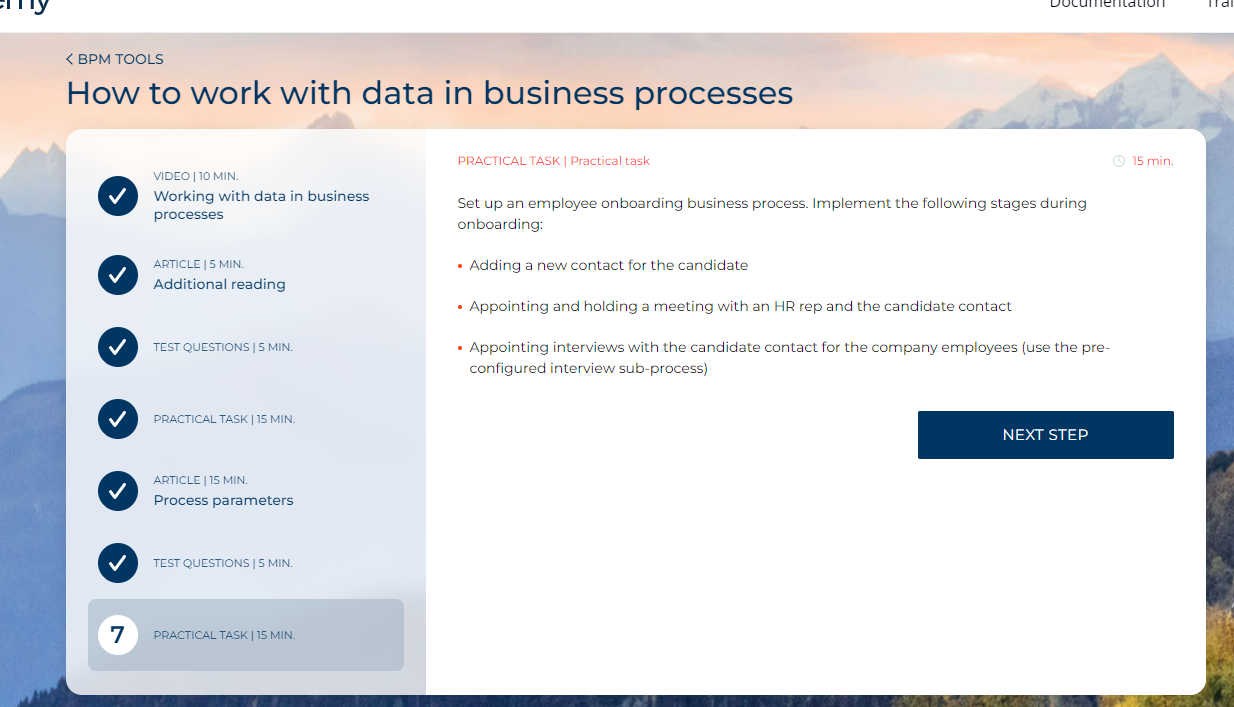 Documentation
BPM TOOLS
How to work with data in business processes
VIDEO | 10 MIN.
Working with data in business
processes
ARTICLE | 5 MIN.
Additional reading
TEST QUESTIONS | 5 MIN.
PRACTICAL TASK | 15 MIN.
ARTICLE | 15 MIN.
Process parameters
TEST QUESTIONS | 5 MIN.
7 PRACTICAL TASK | 15 MIN.
PRACTICAL TASK | Practical task
15 min.
Set up an employee onboarding business process. Implement the following stages during
onboarding:
• Adding a new contact for the candidate
• Appointing and holding a meeting with an HR rep and the candidate contact
• Appointing interviews with the candidate contact for the company employees (use the pre-
configured interview sub-process)
NEXT STEP